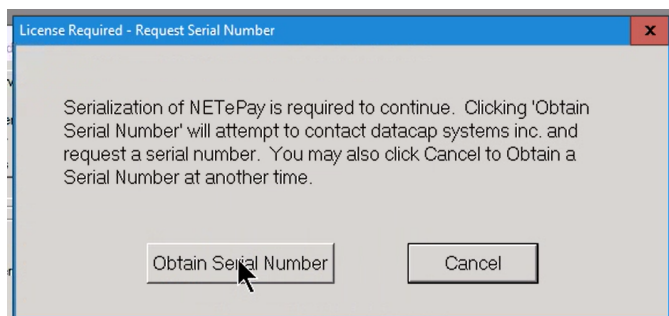 License Required - Request Serial Number
x
Serialization of NETePay is required to continue. Clicking 'Obtain
Serial Number' will attempt to contact datacap systems inc. and
request a serial number. You may also click Cancel to Obtain a
Serial Number at another time.
Obtain Serial Number
Cancel